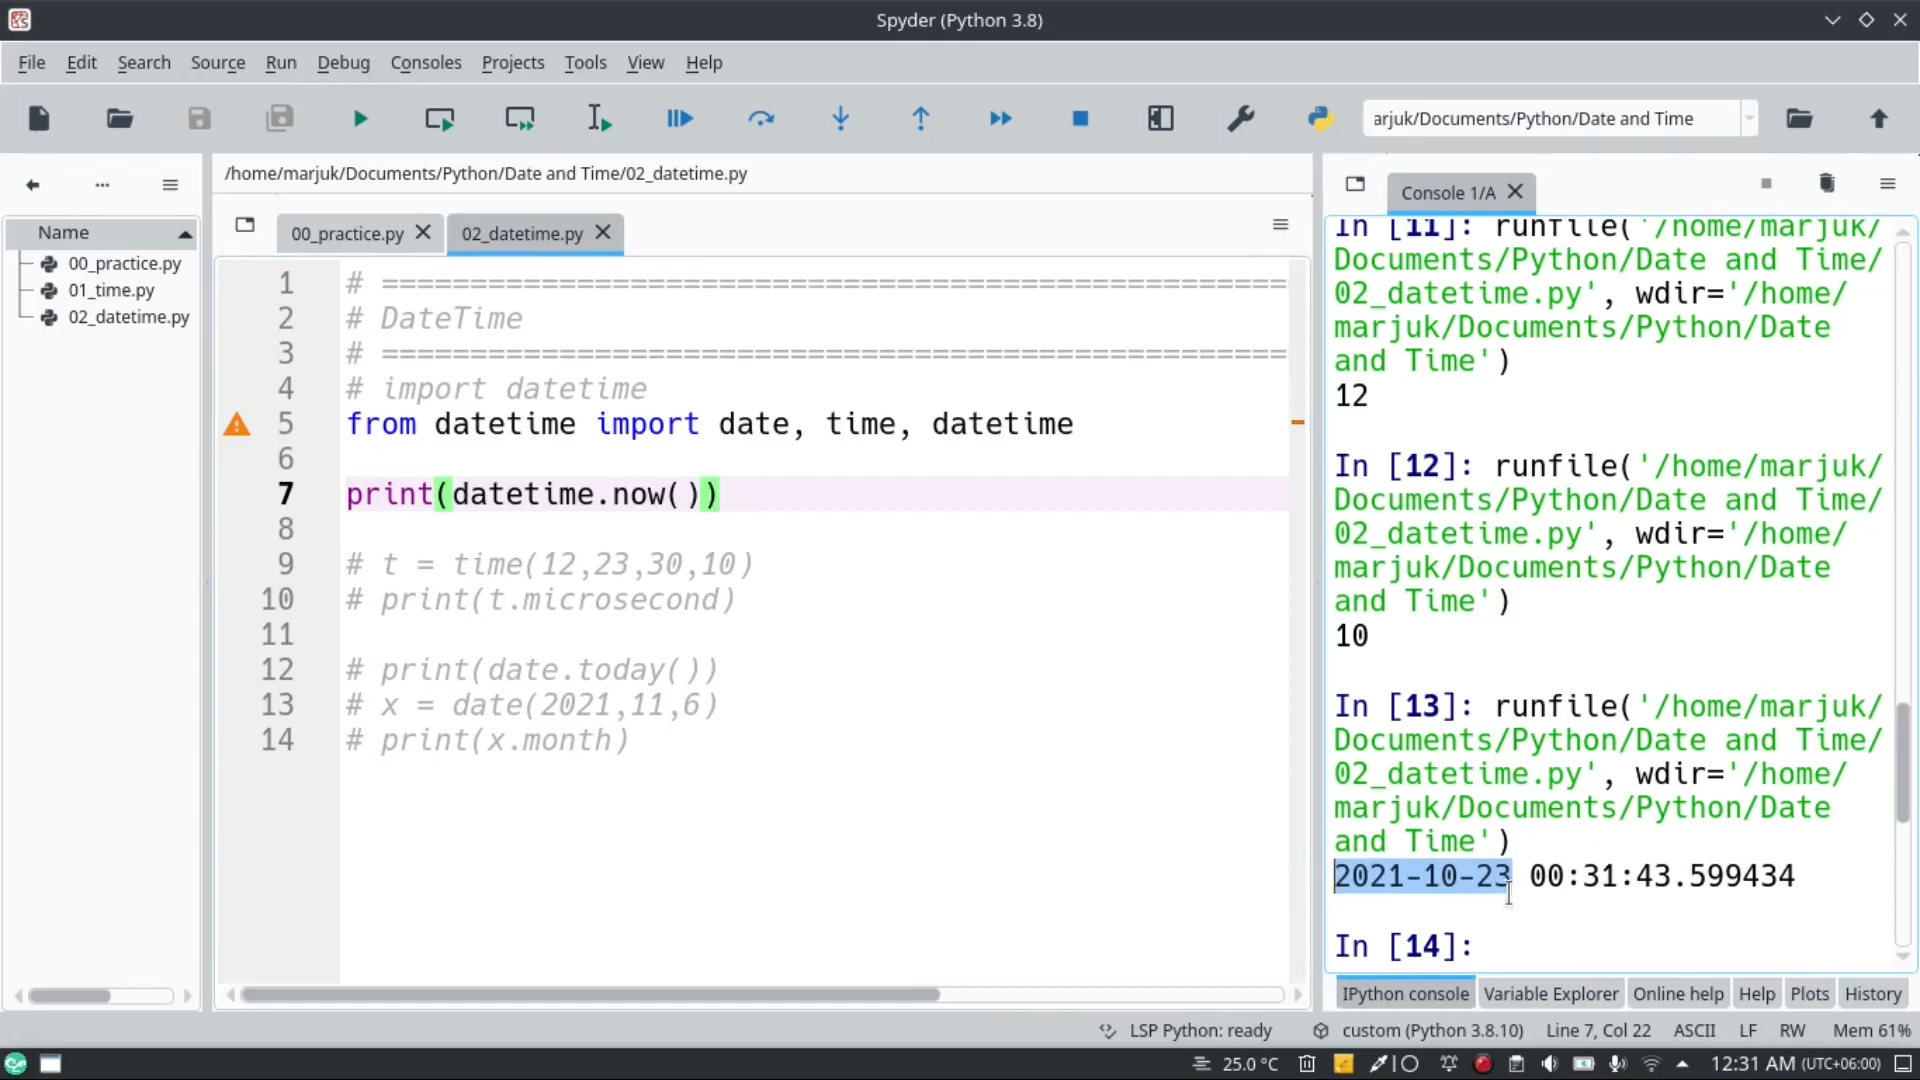 Spyder (Python 3.8)
File Edit Search Source Run Debug Consoles Projects Tools View Help
arjuk/Documents/Python/Date and Time
/home/marjuk/Documents/Python/Date and Time/02_datetime.py
Name
00_practice.py
01_time.py
02_datetime.py
00_practice.py 02_datetime.py
1 # ===================================================
2 # DateTime
3 # ===================================================
4 # import datetime
5 from datetime import date, time, datetime
6
7 print(datetime.now())
8
9 # t = time(12,23,30,10)
10 # print(t.microsecond)
11
12 # print(date.today())
13 # x = date(2021,11,6)
14 # print(x.month)
Console 1/A
In [11]: runfile('/home/marjuk/
Documents/Python/Date and Time/
02_datetime.py', wdir='/home/
marjuk/Documents/Python/Date
and Time')
12
In [12]: runfile('/home/marjuk/
Documents/Python/Date and Time/
02_datetime.py', wdir='/home/
marjuk/Documents/Python/Date
and Time')
10
In [13]: runfile('/home/marjuk/
Documents/Python/Date and Time/
02_datetime.py', wdir='/home/
marjuk/Documents/Python/Date
and Time')
2021-10-23 00:31:43.599434
In [14]:
IPython console Variable Explorer Online help Help Plots History
LSP Python: ready custom (Python 3.8.10) Line 7, Col 22 ASCII LF RW Mem 61%
25.0 °C 12:31 AM (UTC+06:00)